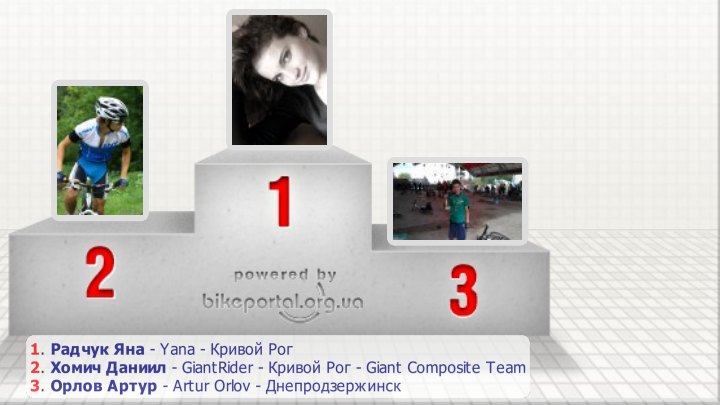 1
2
3
powered by
bikeportal.org.ua
1. Радчук Яна - Yana - Кривой Рог
2. Хомич Даниил - GiantRider - Кривой Рог - Giant Composite Team
3. Орлов Артур - Artur Orlov - Днепродзержинск